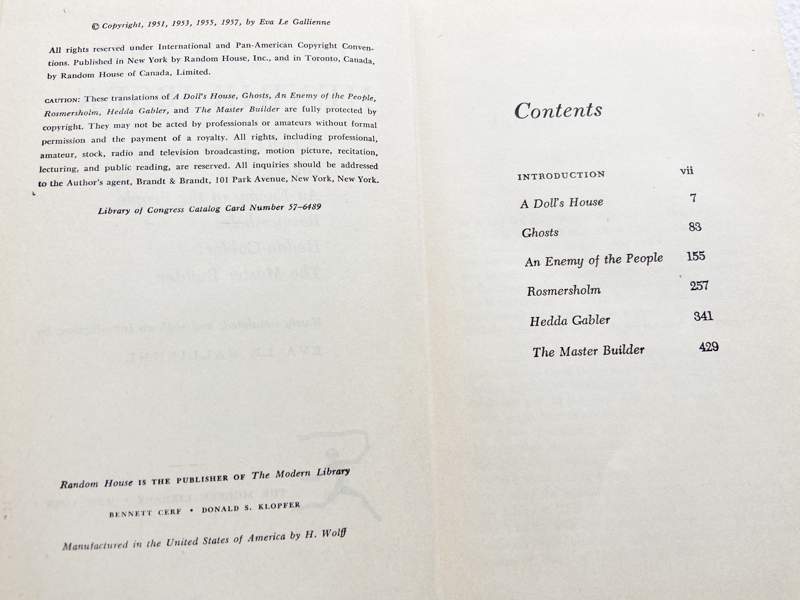 © Copyright, 1951, 1953, 1955, 1957, by Eva Le Gallienne
All rights reserved under International and Pan-American Copyright Conven-
tions. Published in New York by Random House, Inc., and in Toronto, Canada,
by Random House of Canada, Limited.
CAUTION: These translations of A Doll's House, Ghosts, An Enemy of the People,
Rosmersholm, Hedda Gabler, and The Master Builder are fully protected by
copyright. They may not be acted by professionals or amateurs without formal
permission and the payment of a royalty. All rights, including professional,
amateur, stock, radio and television broadcasting, motion picture, recitation,
lecturing, and public reading, are reserved. All inquiries should be addressed
to the Author's agent, Brandt & Brandt, 101 Park Avenue, New York, New York.
Library of Congress Catalog Card Number 57–6489
Random House IS THE PUBLISHER OF The Modern Library
BENNETT CERF • DONALD S. KLOPFER
Manufactured in the United States of America by H. Wolff
Contents
INTRODUCTION vii
A Doll's House 7
Ghosts 83
An Enemy of the People 155
Rosmersholm 257
Hedda Gabler 341
The Master Builder 429